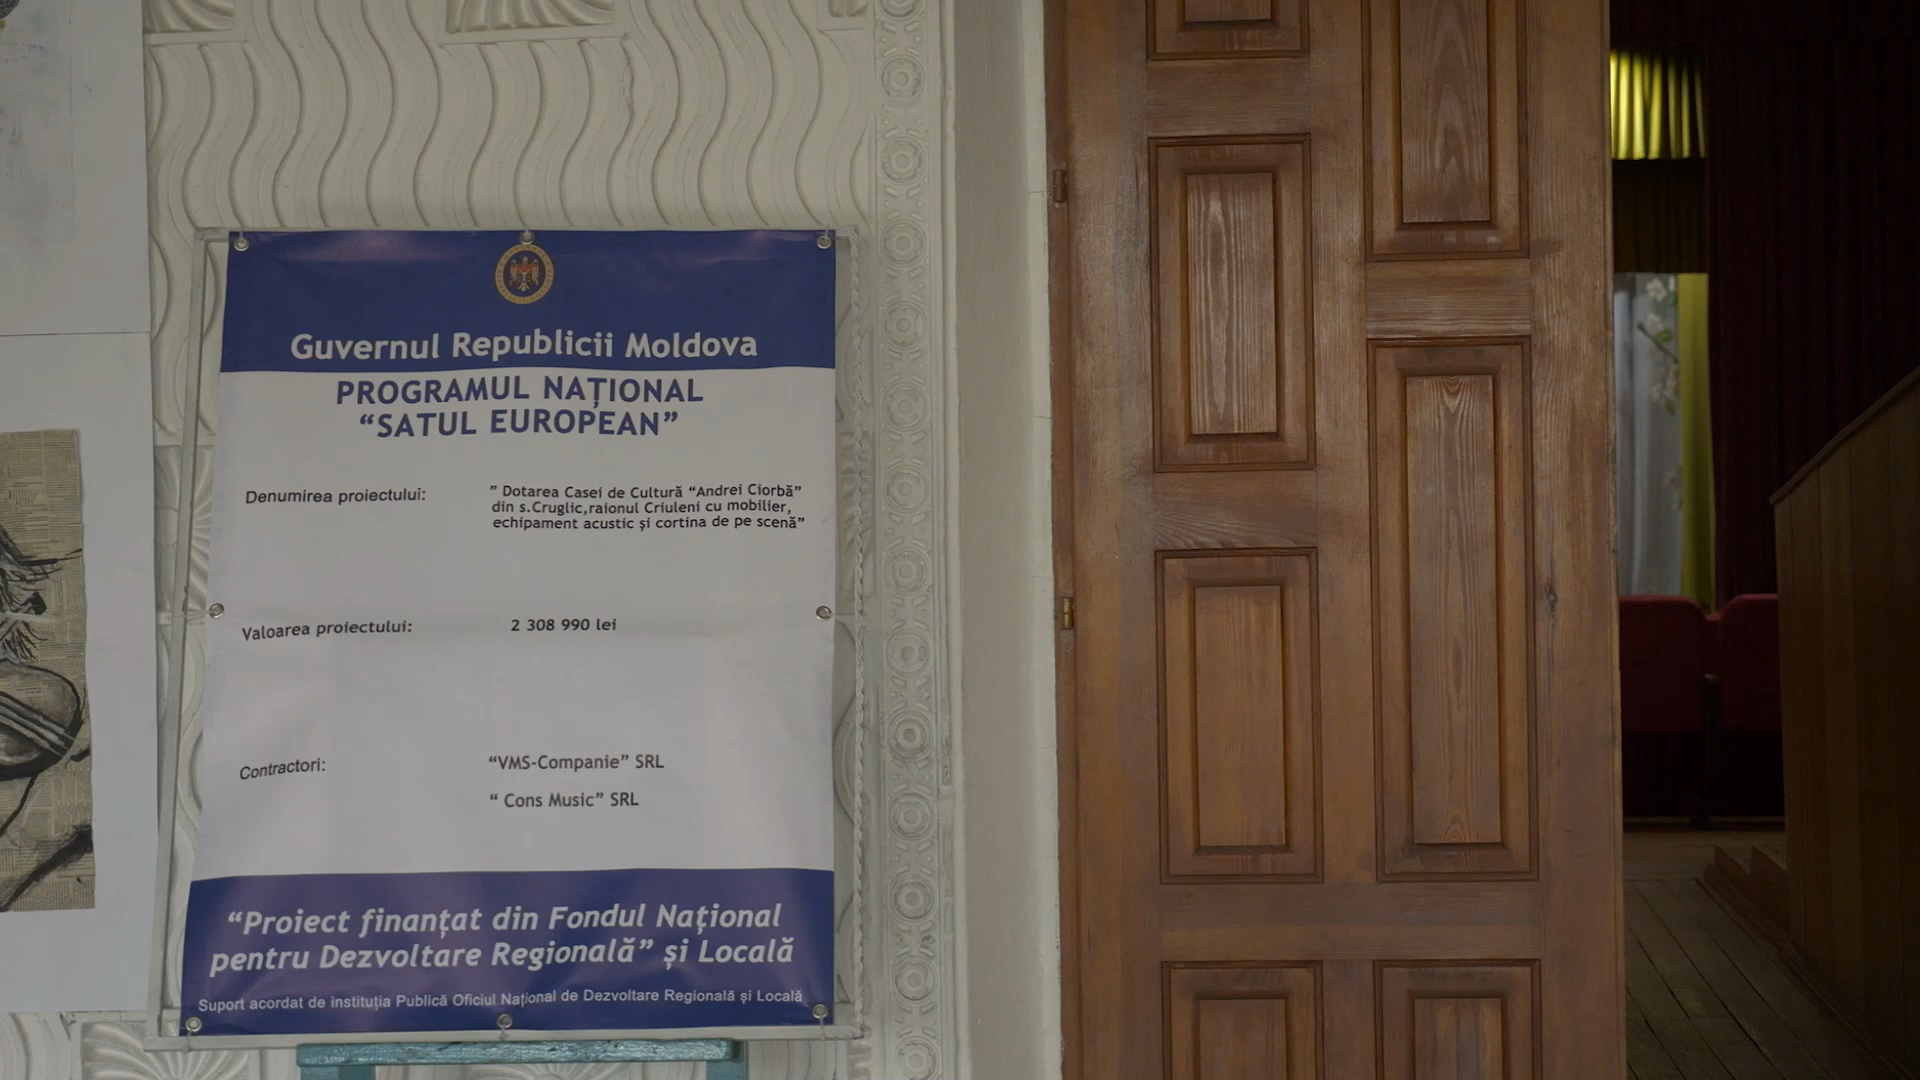 Guvernul Republicii Moldova
PROGRAMUL NAȚIONAL
“SATUL EUROPEAN”
Denumirea proiectului:
” Dotarea Casei de Cultură “Andrei Ciorbă”
din s.Cruglic,raionul Criuleni cu mobilier,
echipament acustic și cortina de pe scenă”
Valoarea proiectului:
2 308 990 lei
Contractori:
“VMS-Companie” SRL
“ Cons Music” SRL
“Proiect finanțat din Fondul Național
pentru Dezvoltare Regională” și Locală
Suport acordat de instituția Publică Oficiul Național de Dezvoltare Regională și Locală